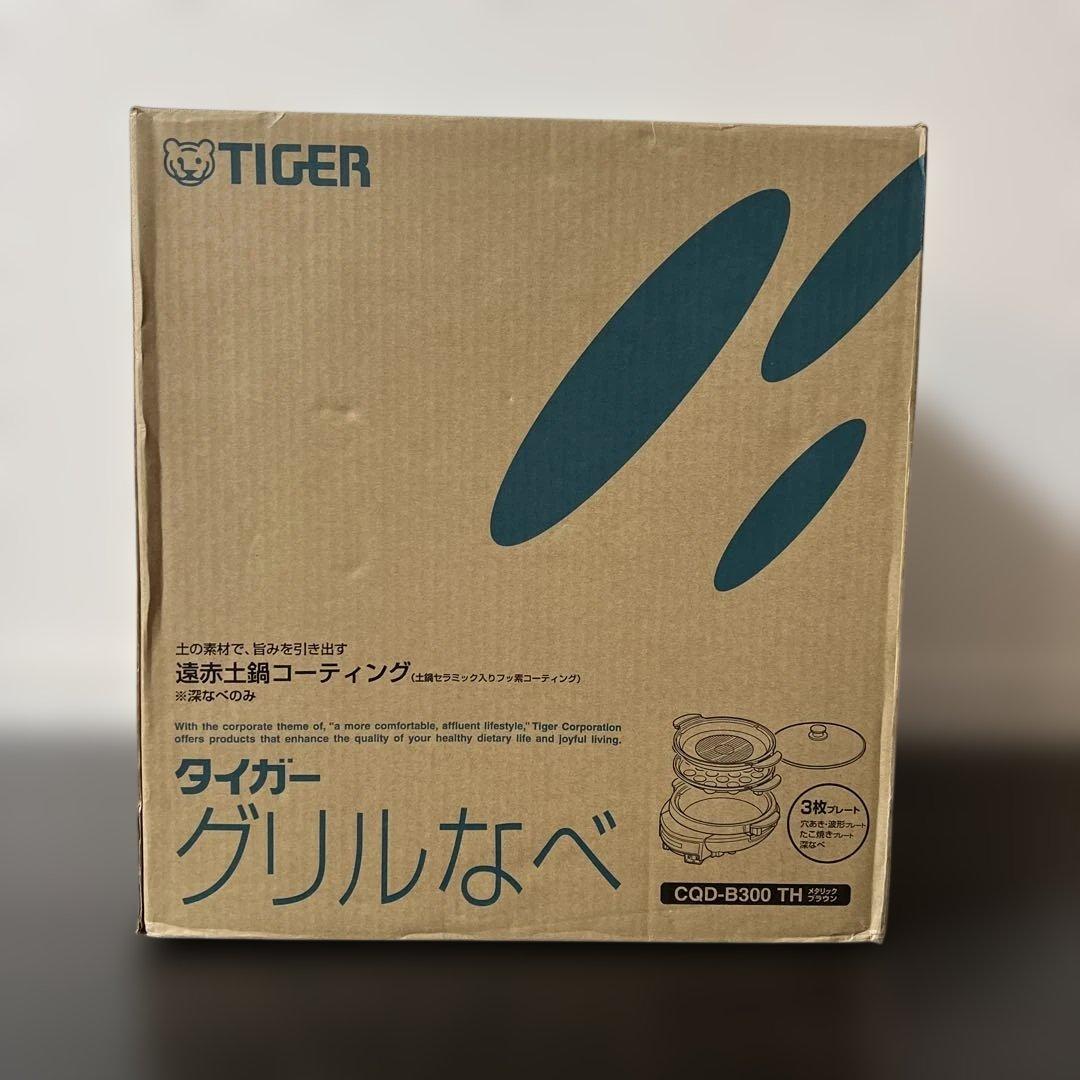 TIGER
土の素材で、旨みを引き出す
遠赤土鍋コーティング(土鍋セラミック入りフッ素コーティング)
※深なべのみ
With the corporate theme of, "a more comfortable, affluent lifestyle," Tiger Corporation
offers products that enhance the quality of your healthy dietary life and joyful living.
タイガー
グリルなべ
3枚プレート
穴あき・波形プレート
たこ焼きプレート
深なべ
CQD-B300 TH メタリック
ブラウン